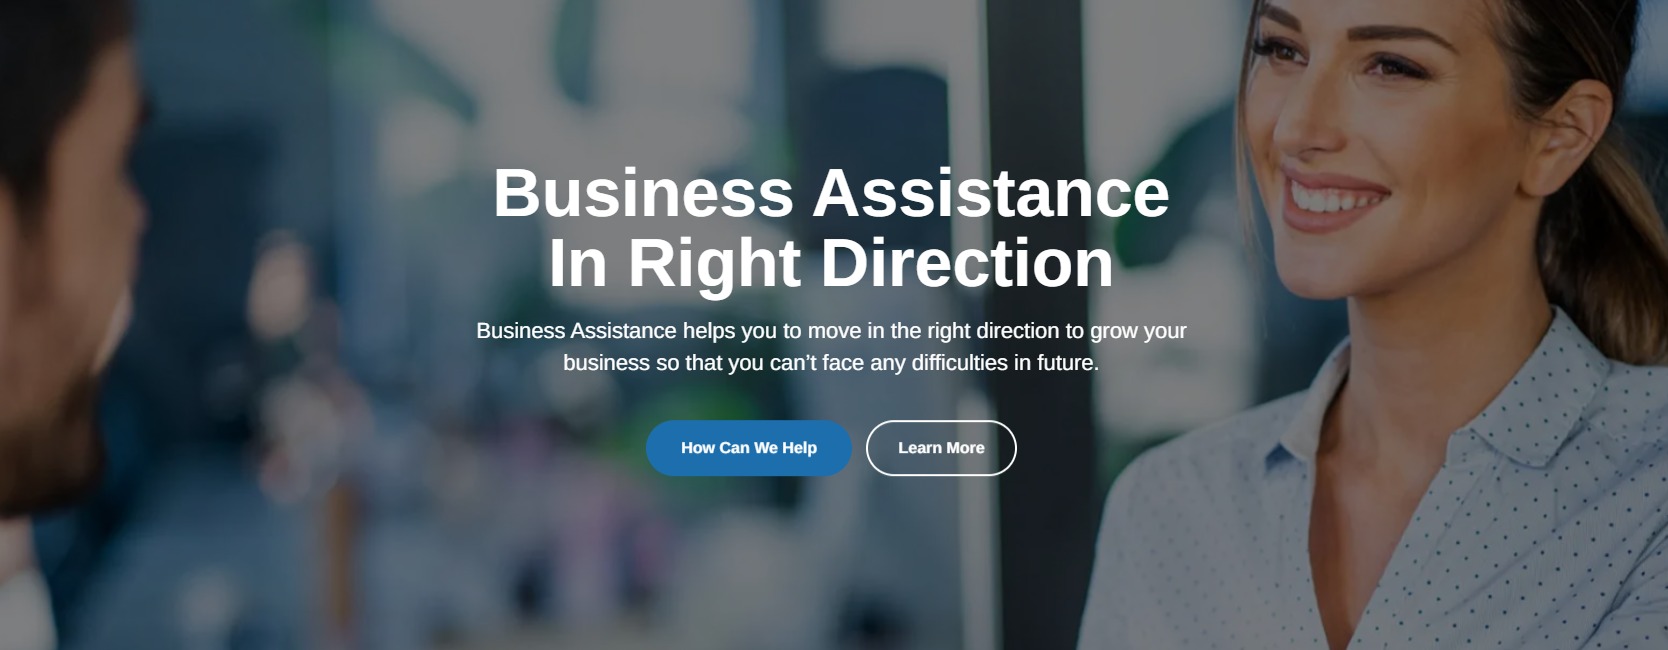 Business Assistance
In Right Direction
Business Assistance helps you to move in the right direction to grow your
business so that you can’t face any difficulties in future.
How Can We Help
Learn More